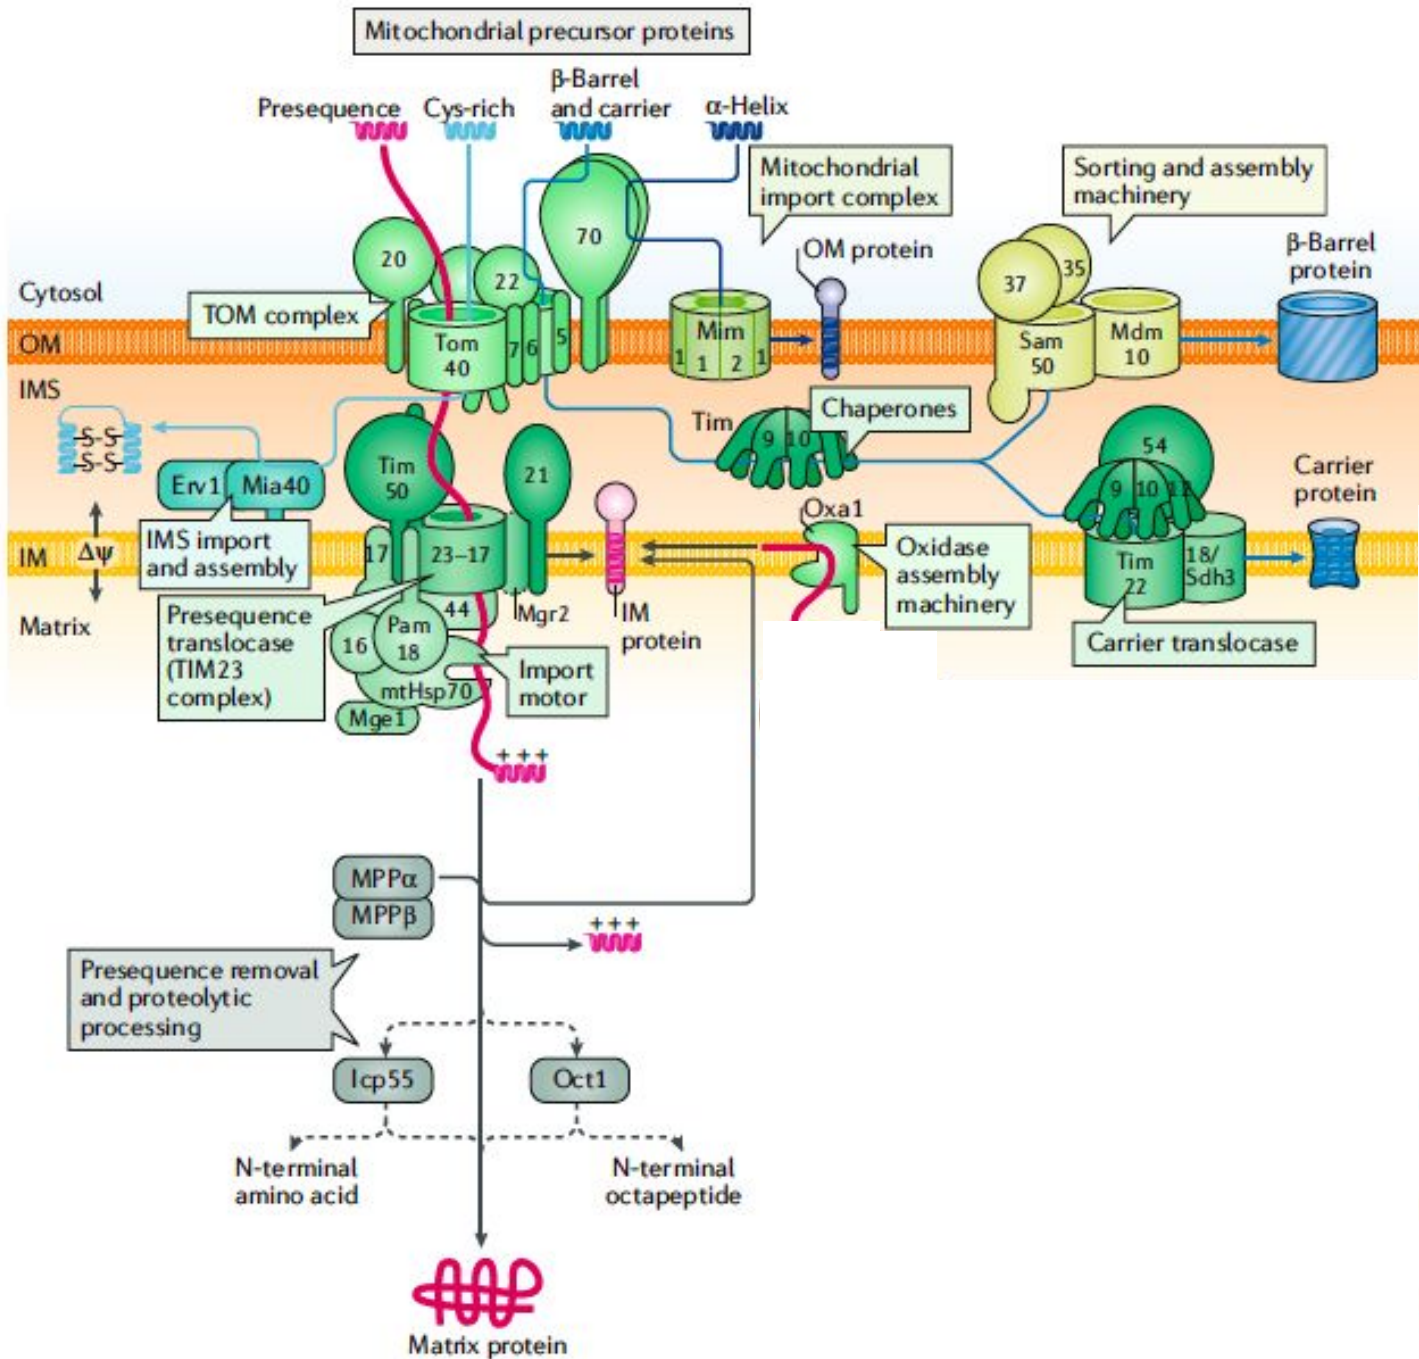 Mitochondrial precursor proteins
Presequence
Cys-rich
β-Barrel
and carrier
α-Helix
Mitochondrial
import complex
Sorting and assembly
machinery
20
22
70
OM protein
37
35
β-Barrel
protein
Cytosol
TOM complex
OM
Tom
40
7
6
5
Mim
1
1
2
1
Sam
50
Mdm
10
IMS
Tim
9
10
Chaperones
-S-S-
-S-S-
Erv1
Mia40
Tim
50
21
54
9
10
12
Carrier
protein
IMS import
and assembly
Δψ
IM
17
23–17
Oxa1
Oxidase
assembly
machinery
Tim
22
18/
Sdh3
Matrix
Presequence
translocase
(TIM23
complex)
44
Mgr2
IM
protein
Carrier translocase
16
Pam
18
mtHsp70
Mge1
Import
motor
+ + +
MPPα
MPPβ
+ + +
Presequence removal
and proteolytic
processing
Icp55
Oct1
N-terminal
amino acid
N-terminal
octapeptide
Matrix protein